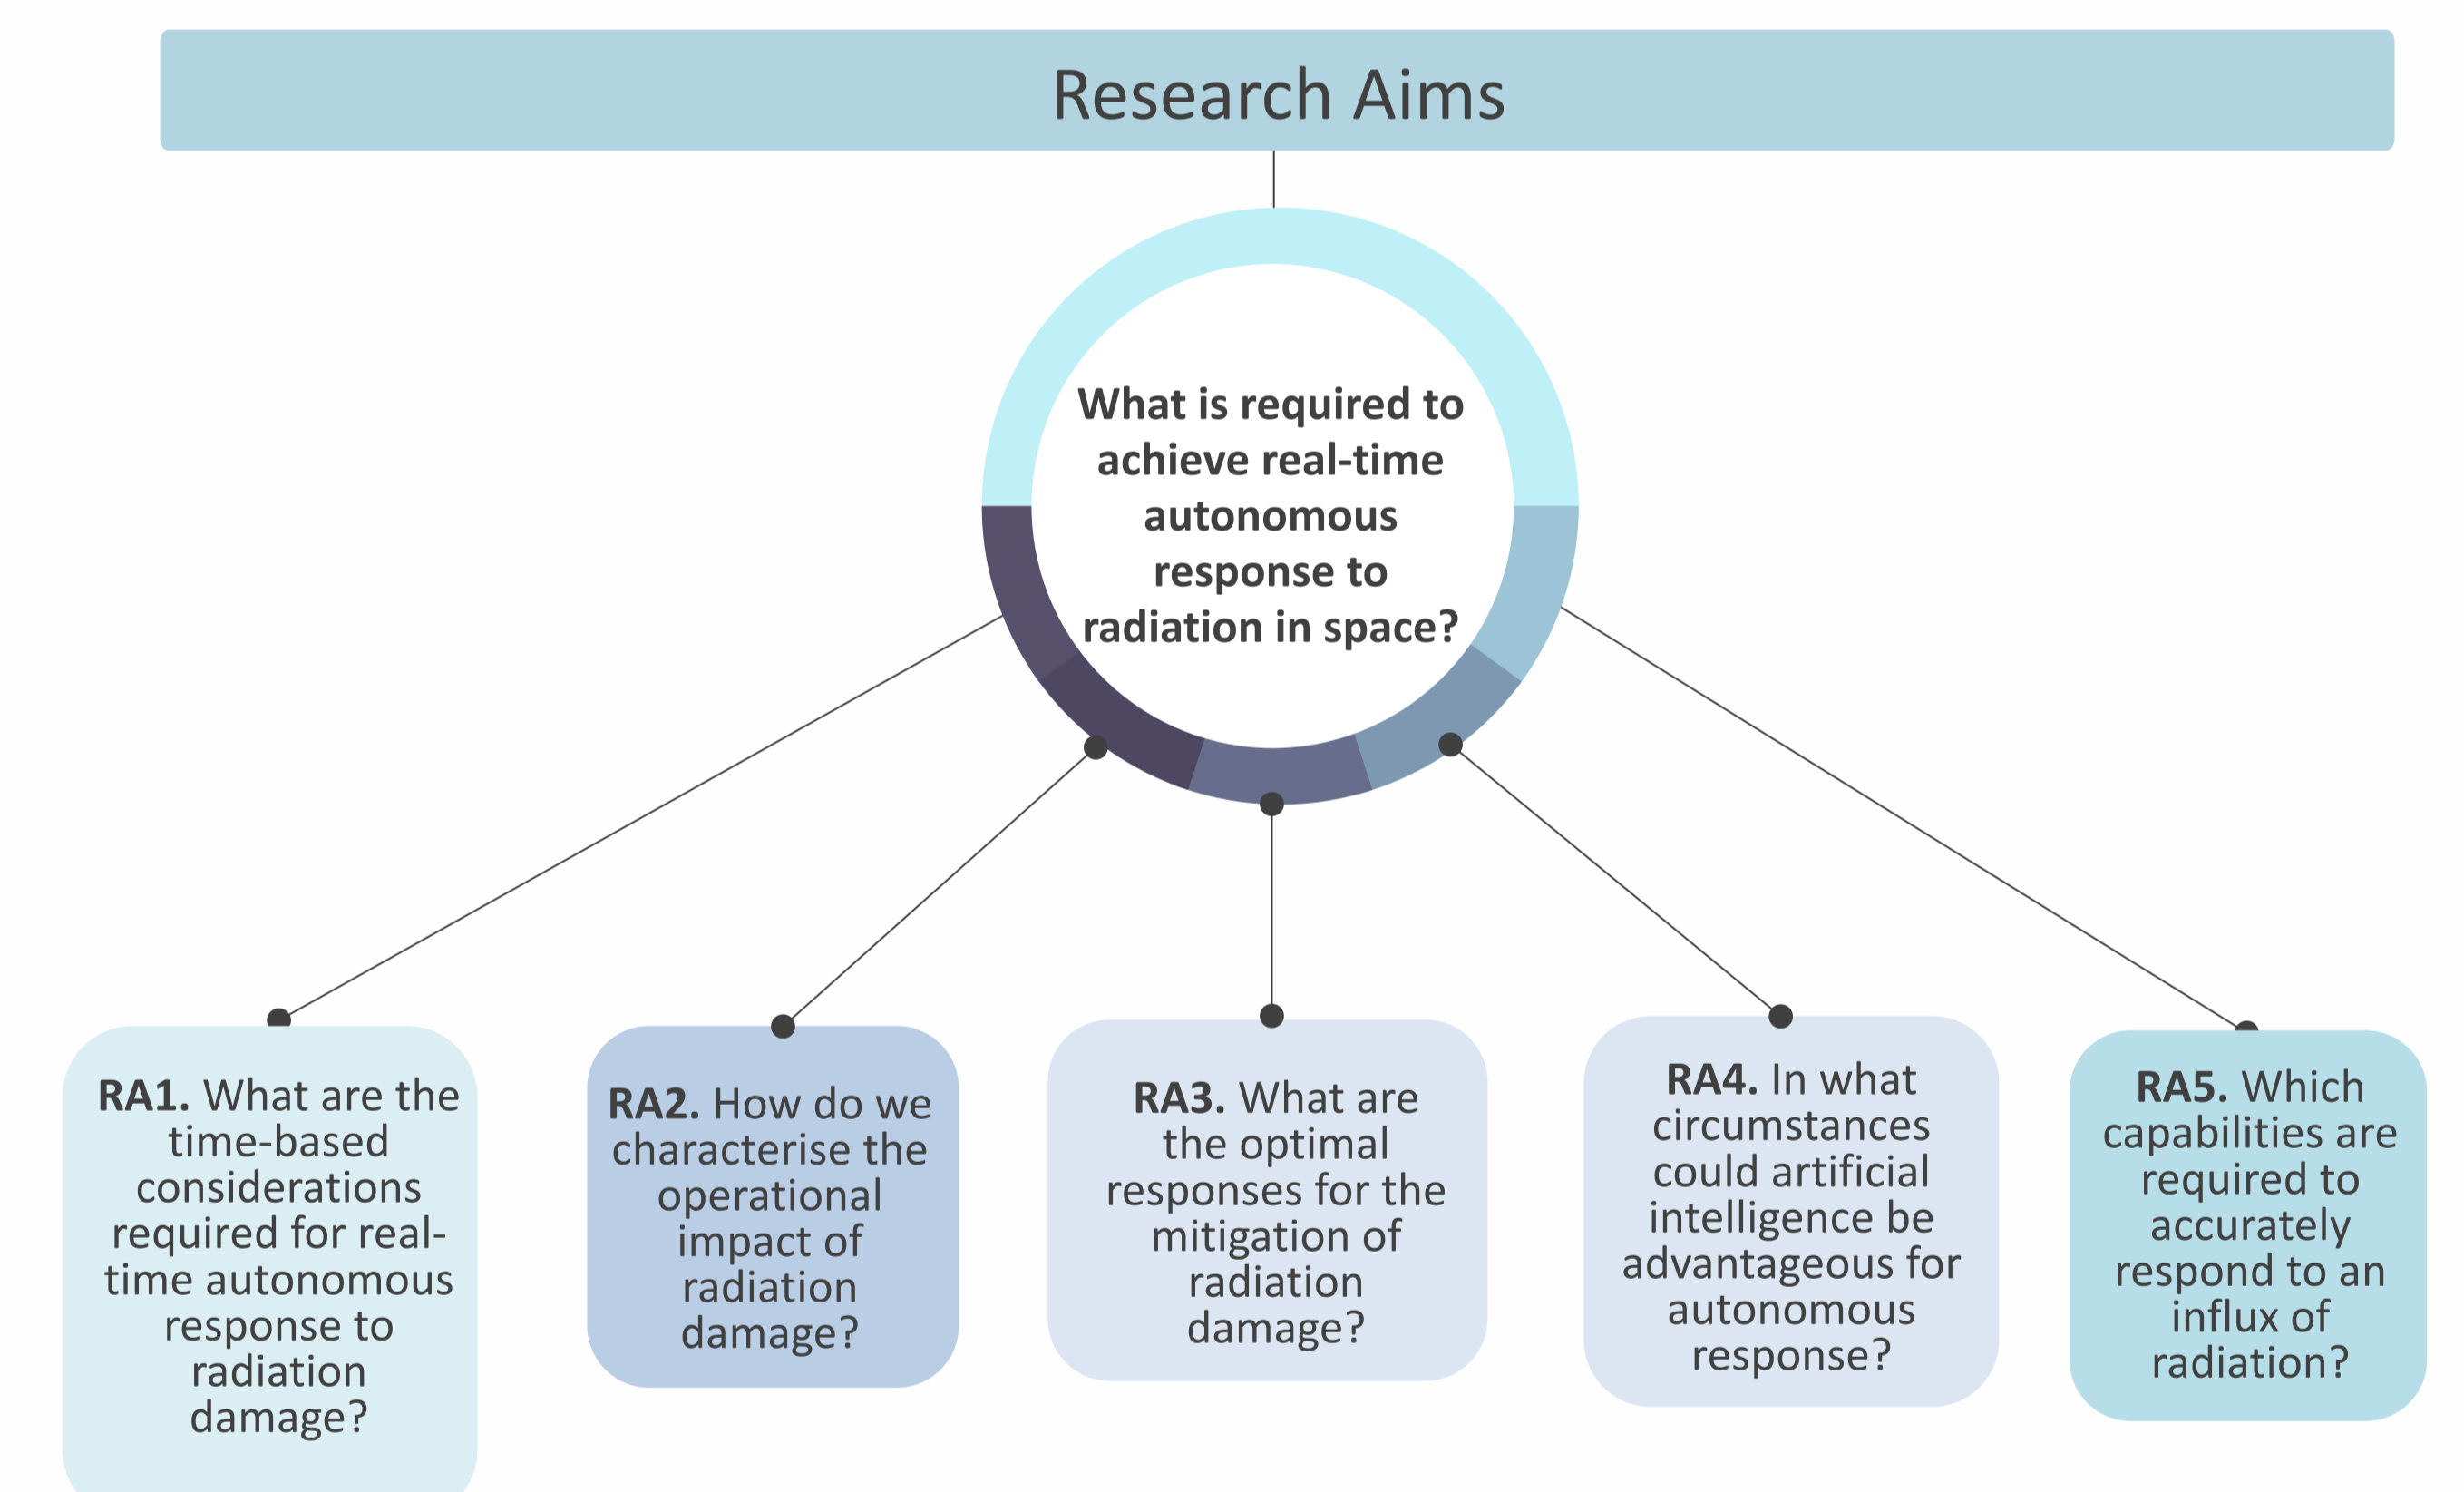 Research Aims
What is required to
achieve real-time
autonomous
response to
radiation in space?
RA1. What are the
time-based
considerations
required for real-
time autonomous
response to
radiation
damage?
RA2. How do we
characterise the
operational
impact of
radiation
damage?
RA3. What are
the optimal
responses for the
mitigation of
radiation
damage?
RA4. In what
circumstances
could artificial
intelligence be
advantageous for
autonomous
response?
RA5. Which
capabilities are
required to
accurately
respond to an
influx of
radiation?